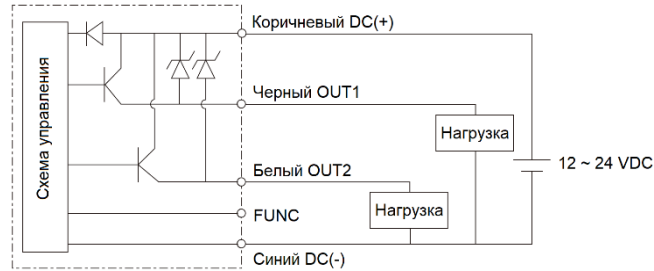 Коричневый DC(+)
Схема управления
Черный OUT1
Нагрузка
12 ~ 24 VDC
Белый OUT2
Нагрузка
FUNC
Синий DC(-)